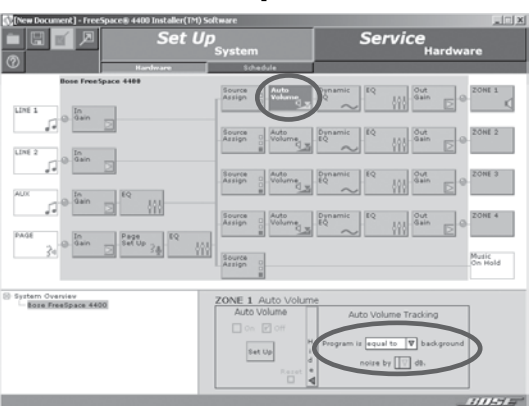 [New Document] - FreeSpace® 4400 Installer(TM) Software
Set Up
System
Service
Hardware
Hardware
Schedule
Bose FreeSpace 4400
LINE 1
In Gain
Source Assign
Auto Volume
Dynamic EQ
EQ
Out Gain
ZONE 1
LINE 2
In Gain
Source Assign
Auto Volume
Dynamic EQ
EQ
Out Gain
ZONE 2
AUX
In Gain
EQ
Source Assign
Auto Volume
Dynamic EQ
EQ
Out Gain
ZONE 3
PAGE
In Gain
Page Set Up
EQ
Source Assign
Auto Volume
Dynamic EQ
EQ
Out Gain
ZONE 4
Source Assign
Music On Hold
System Overview
Bose FreeSpace 4400
ZONE 1 Auto Volume
Auto Volume
On Off
Set Up
Reset
Hide
Auto Volume Tracking
Program is equal to background
noise by dB.
BOSE